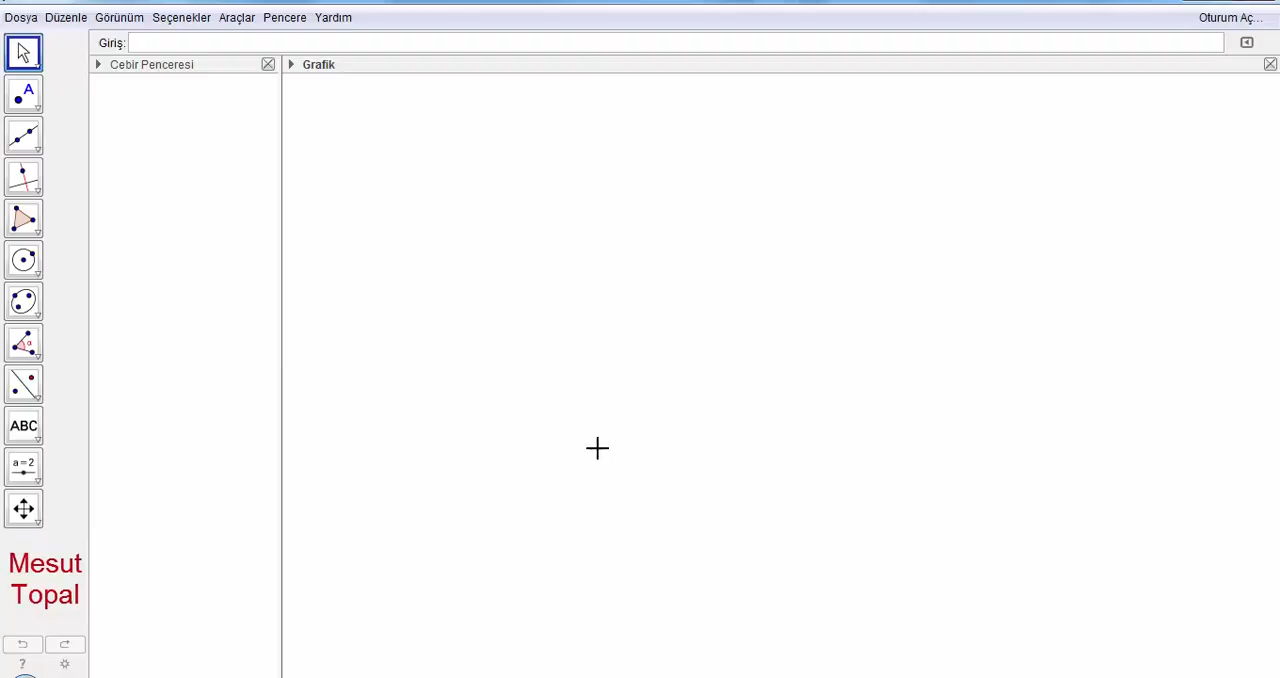 Dosya Düzenle Görünüm Seçenekler Araçlar Pencere Yardım Oturum Aç...
Giriş:
Cebir Penceresi
Grafik
A
α
ABC
a=2
Mesut
Topal
?